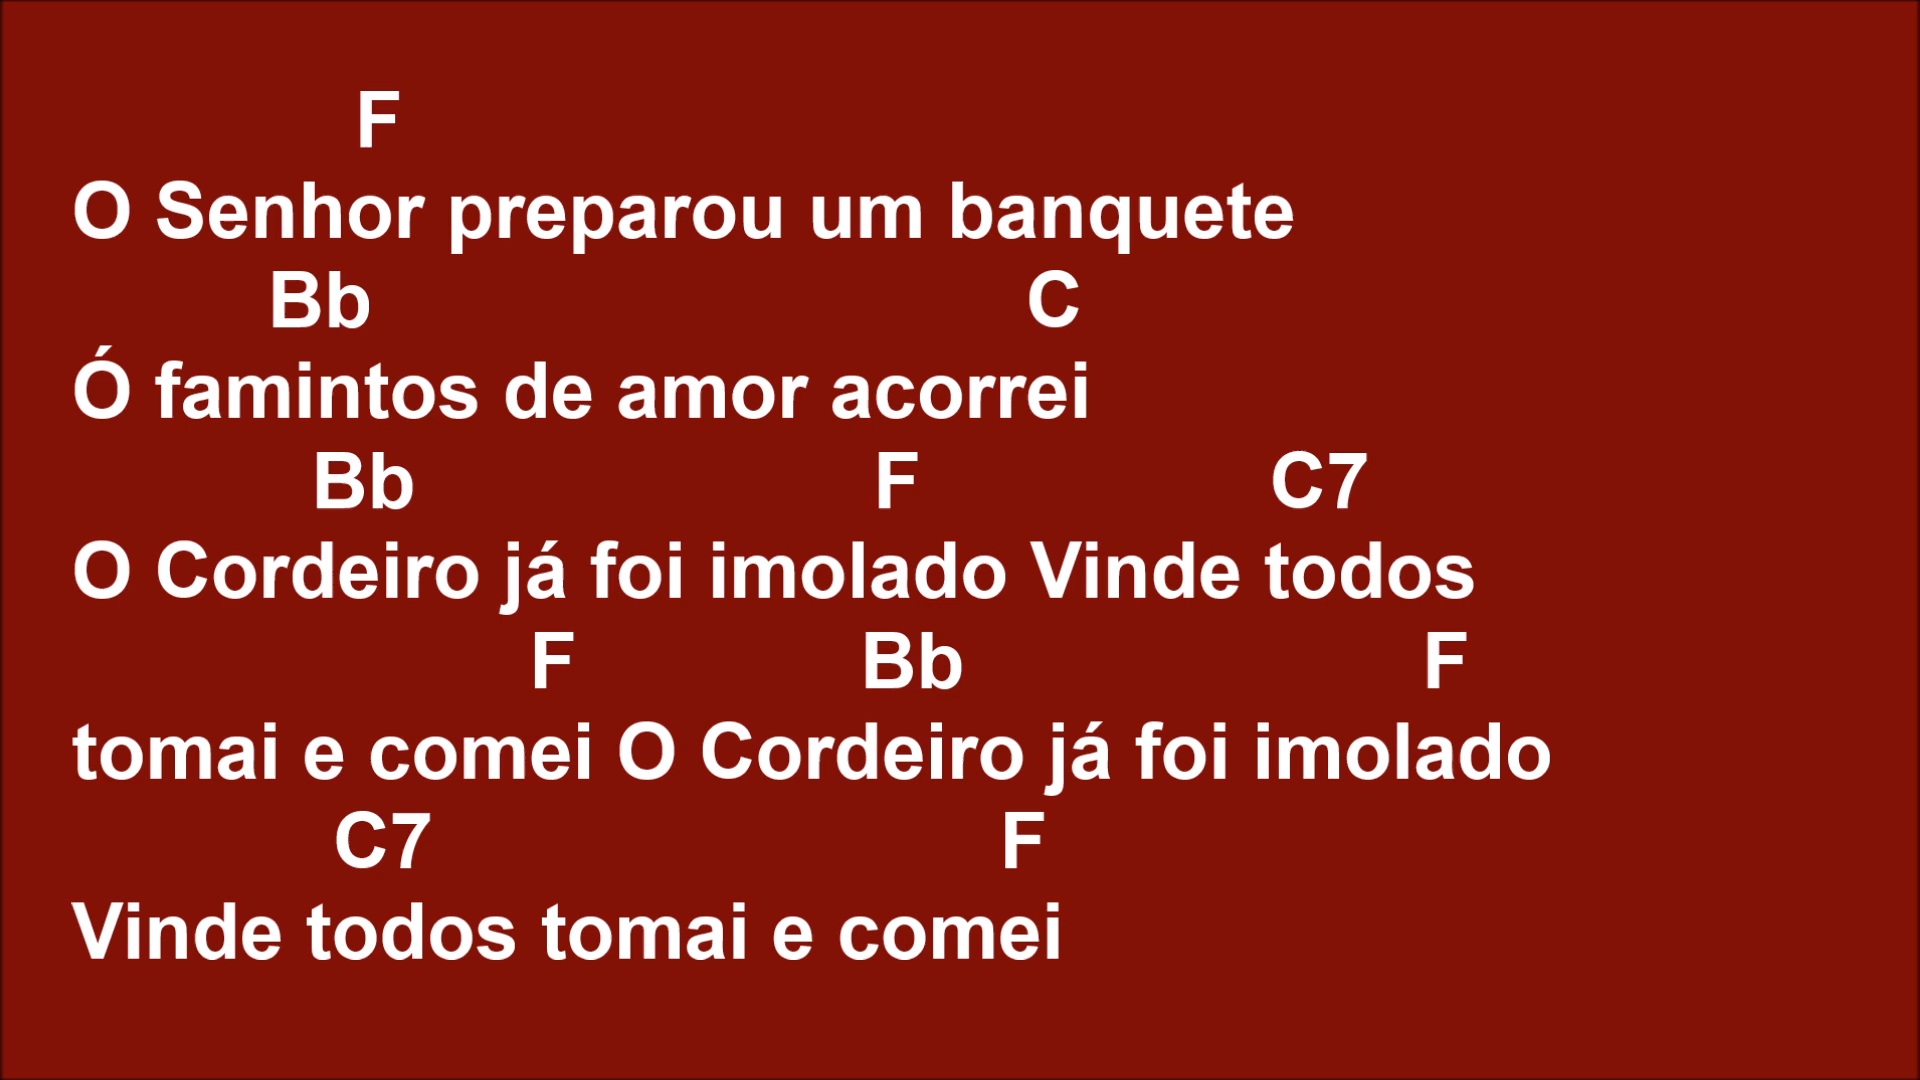 F
O Senhor preparou um banquete
Bb C
Ó famintos de amor acorrei
Bb F C7
O Cordeiro já foi imolado Vinde todos
F Bb F
tomai e comei O Cordeiro já foi imolado
C7 F
Vinde todos tomai e comei